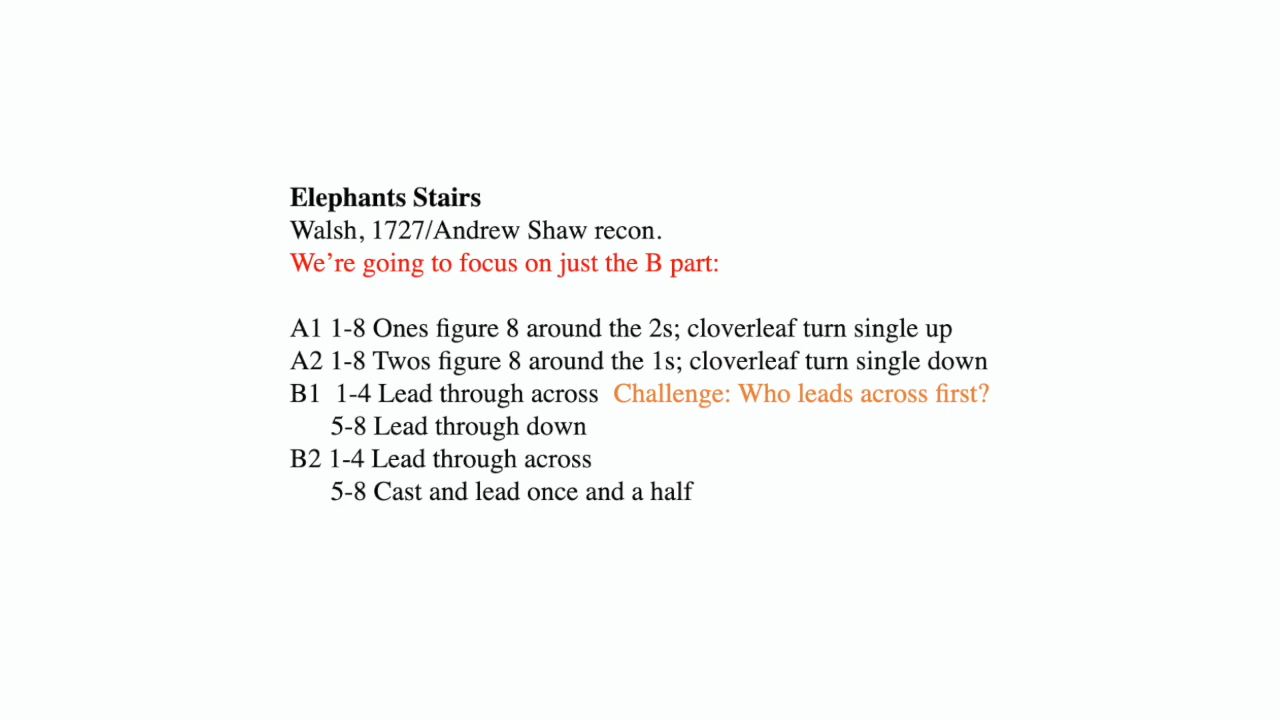 Elephants Stairs
Walsh, 1727/Andrew Shaw recon.
We’re going to focus on just the B part:
A1 1-8 Ones figure 8 around the 2s; cloverleaf turn single up
A2 1-8 Twos figure 8 around the 1s; cloverleaf turn single down
B1 1-4 Lead through across Challenge: Who leads across first?
5-8 Lead through down
B2 1-4 Lead through across
5-8 Cast and lead once and a half